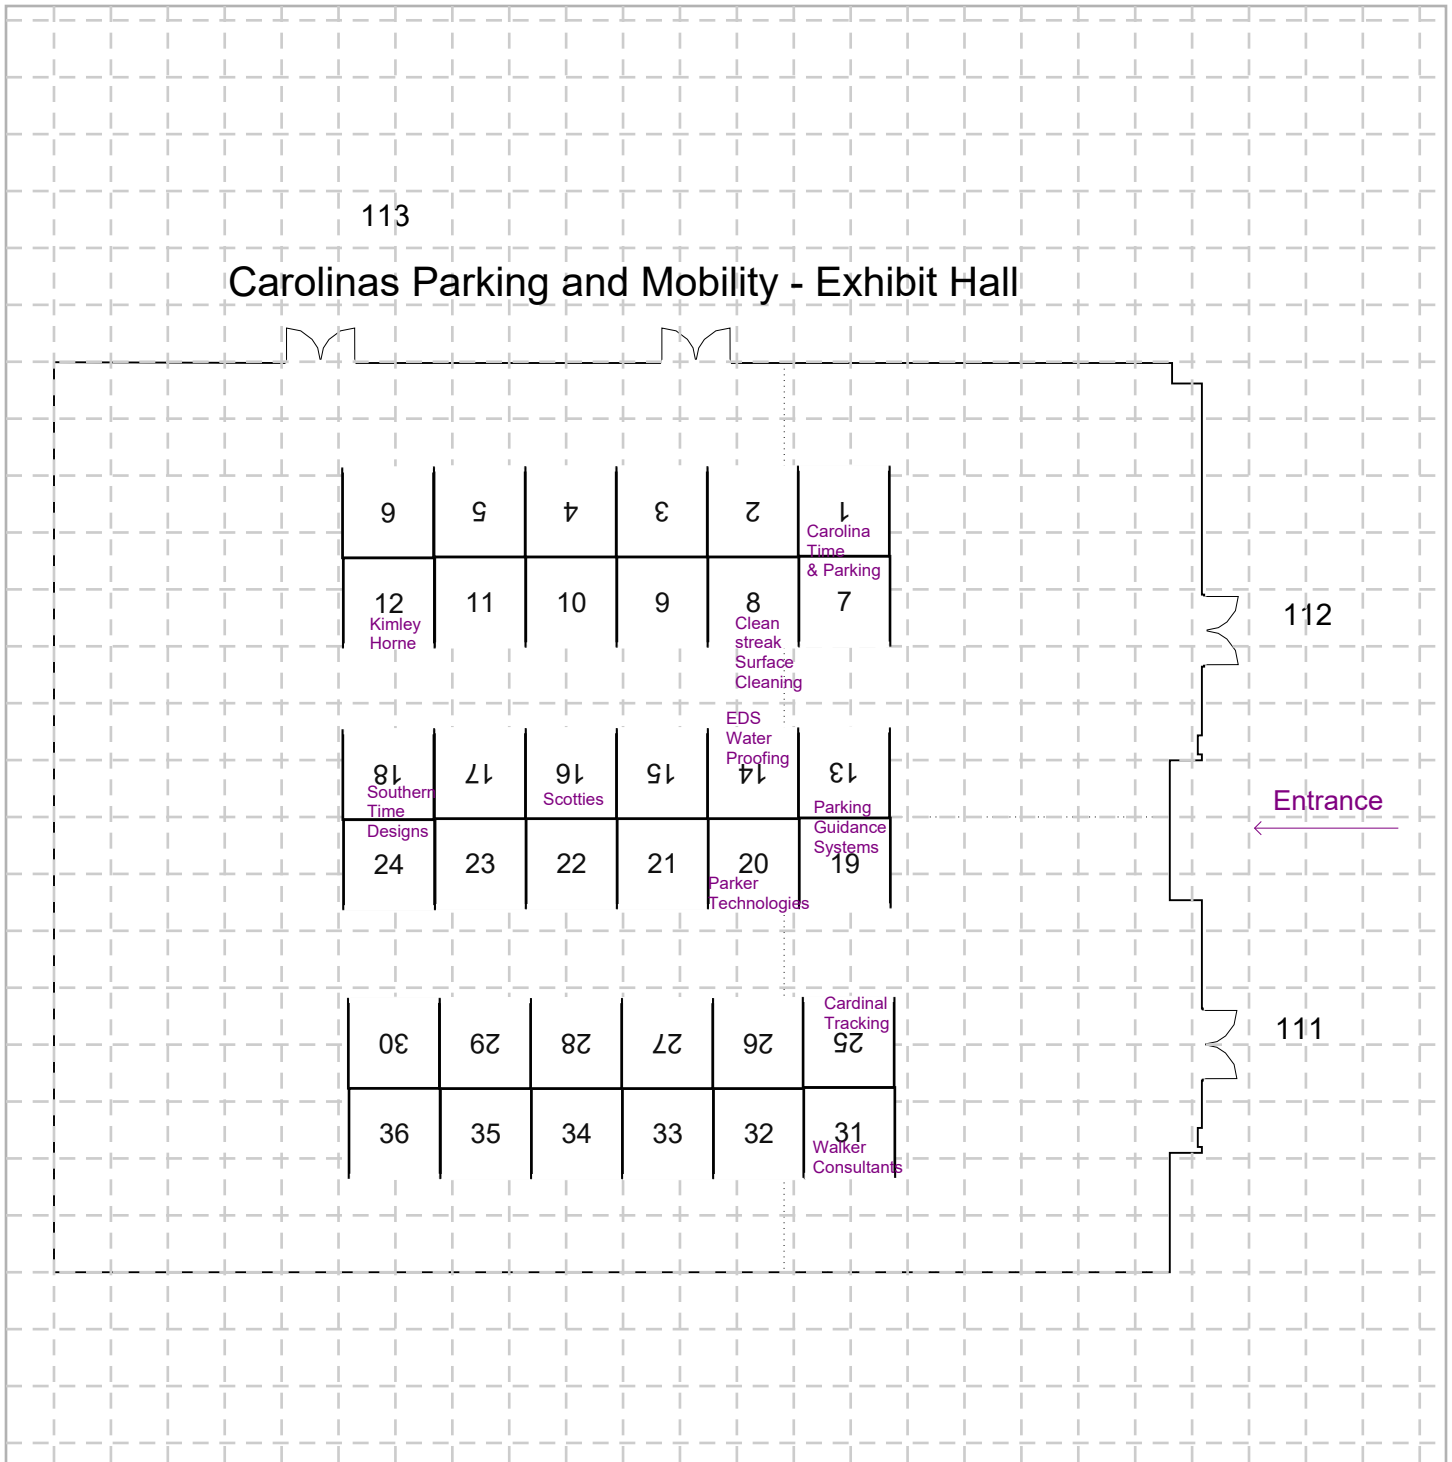 113
Carolinas Parking and Mobility - Exhibit Hall
6 5 4 3 2 1
Carolina
Time
& Parking
12 11 10 9 8 7
Kimley
Horne
Clean
streak
Surface
Cleaning
112
EDS
Water
Proofing
18 17 16 15 14 13
Southern
Time
Designs
Scotties
Parking
Guidance
Systems
Entrance
24 23 22 21 20 19
Parker
Technologies
Cardinal
Tracking
30 29 28 27 26 25
111
36 35 34 33 32 31
Walker
Consultants